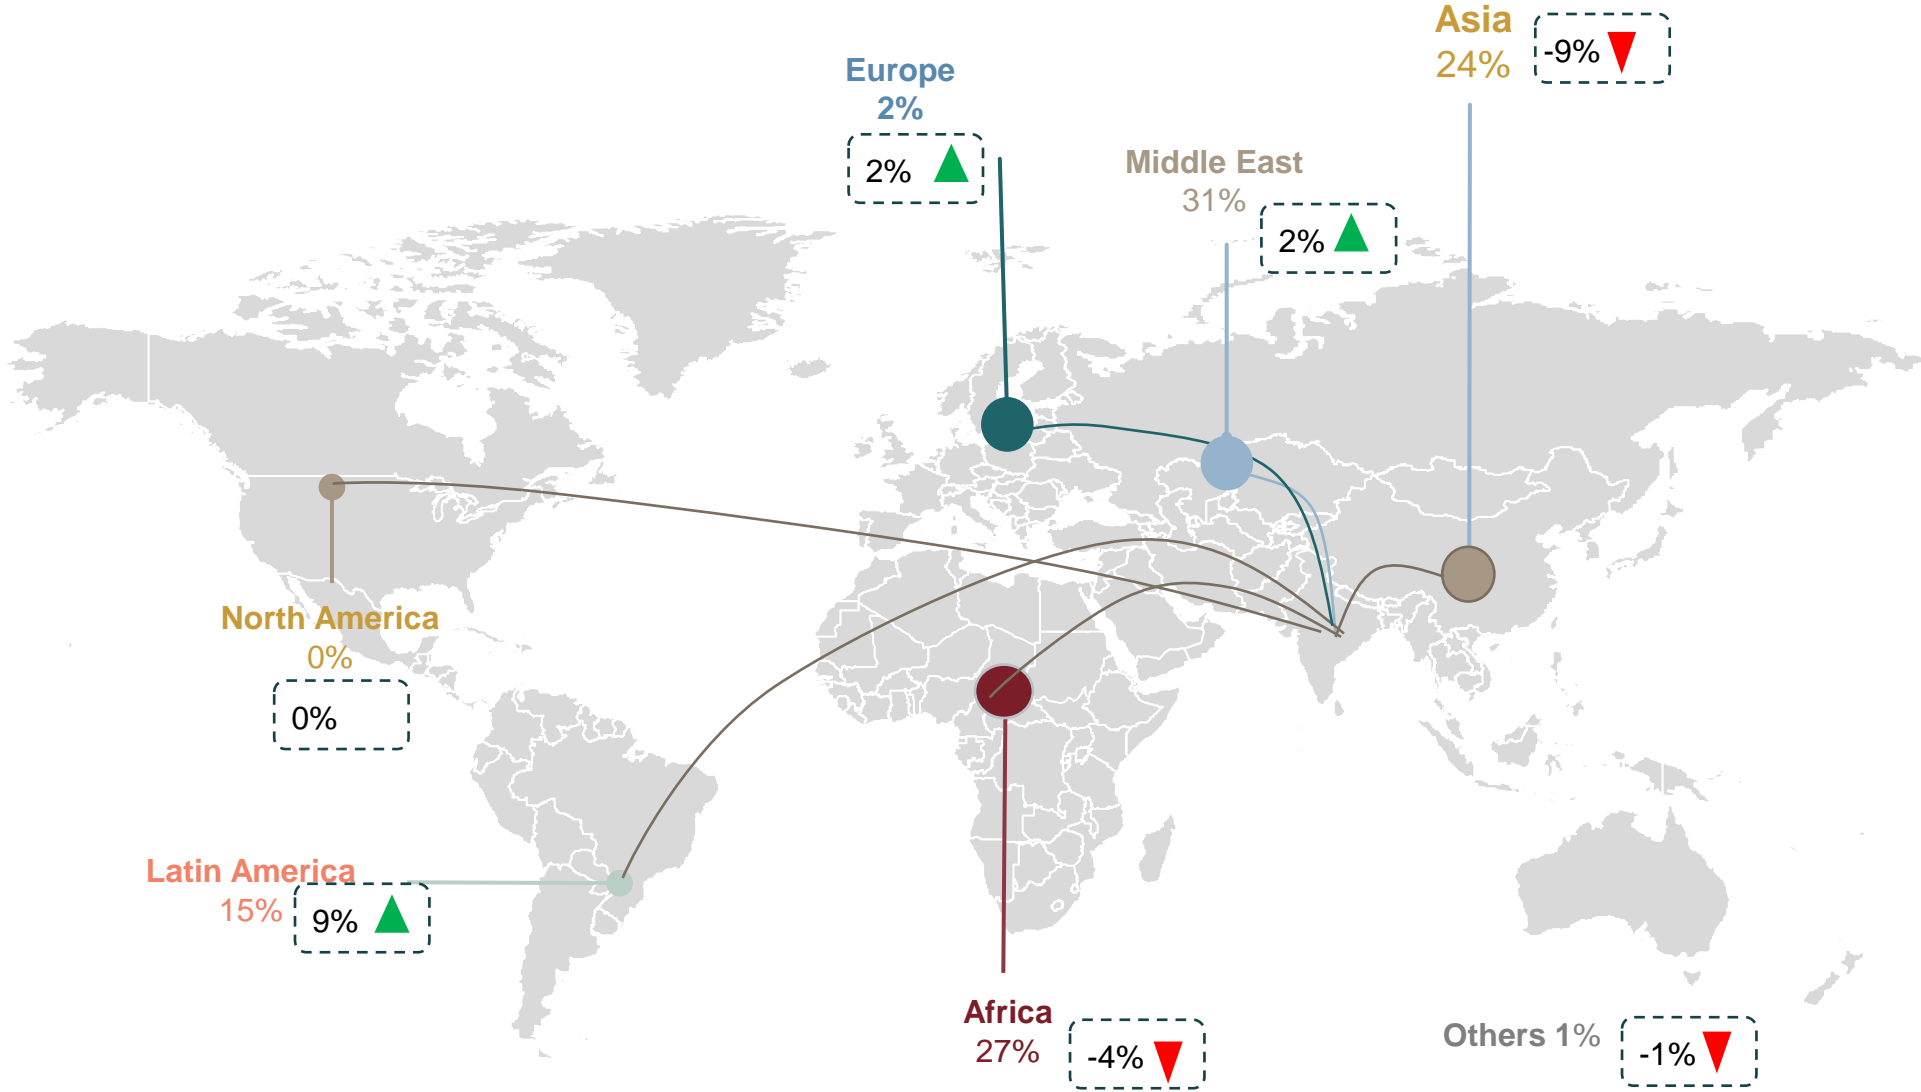 Asia
24%
-9%
Europe
2%
2%
Middle East
31%
2%
North America
0%
0%
Latin America
15%
9%
Africa
27%
-4%
Others 1%
-1%